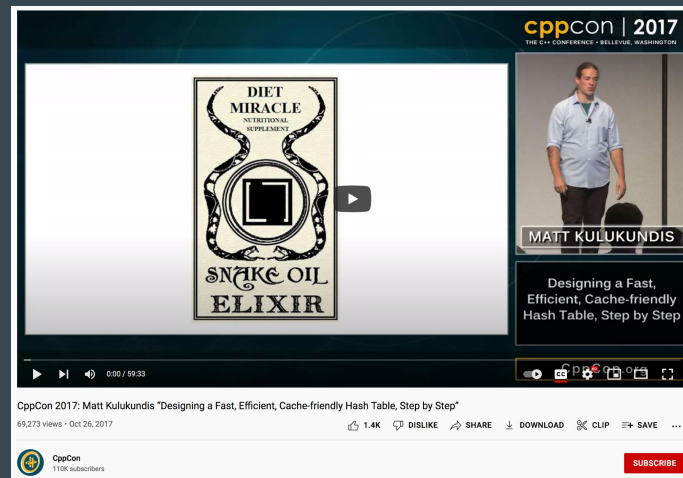 cppcon | 2017
THE C++ CONFERENCE • BELLEVUE, WASHINGTON
DIET
MIRACLE
NUTRITIONAL
SUPPLEMENT
SNAKE OIL
ELIXIR
MATT KULUKUNDIS
Designing a Fast,
Efficient, Cache-friendly
Hash Table, Step by Step
CppCon.org
0:00 / 59:33
CC
CppCon 2017: Matt Kulukundis “Designing a Fast, Efficient, Cache-friendly Hash Table, Step by Step”
69,273 views • Oct 26, 2017
1.4K DISLIKE SHARE DOWNLOAD CLIP SAVE ...
CppCon
110K subscribers
SUBSCRIBE